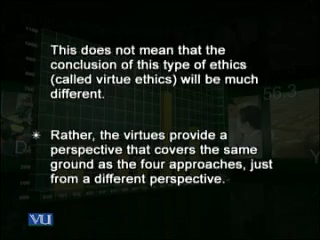 This does not mean that the
conclusion of this type of ethics
(called virtue ethics) will be much
different.
✴ Rather, the virtues provide a
perspective that covers the same
ground as the four approaches, just
from a different perspective.
56.3
VU